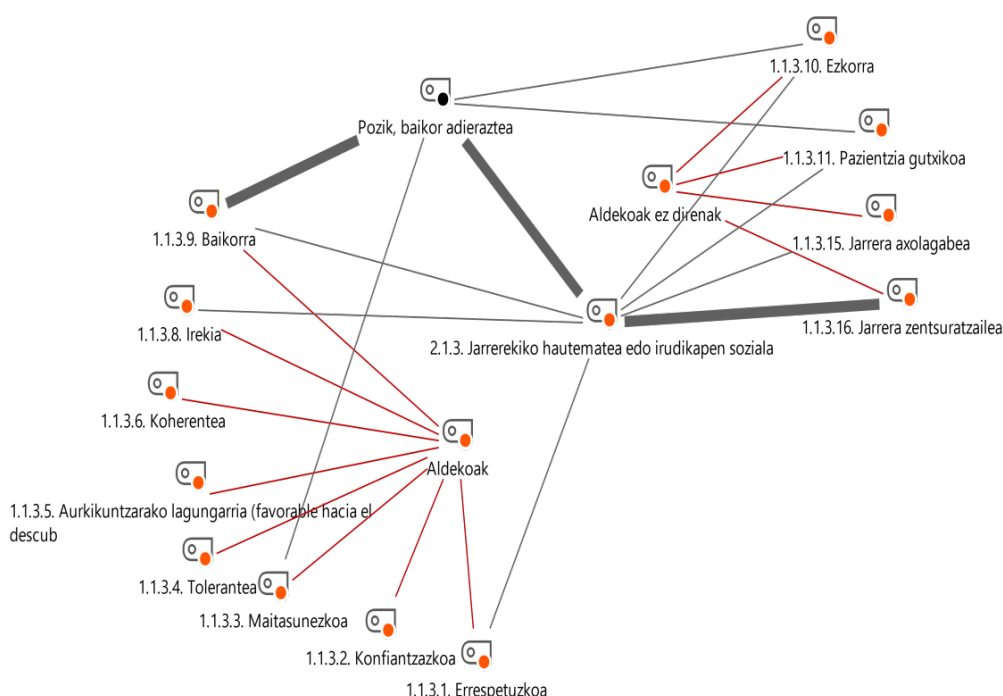 1.1.3.10. Ezkorra
Pozik, baikor adieraztea
1.1.3.11. Pazientzia gutxikoa
Aldekoak ez direnak
1.1.3.9. Baikorra
1.1.3.15. Jarrera axolagabea
1.1.3.8. Irekia
2.1.3. Jarrerekiko hautematea edo irudikapen soziala
1.1.3.16. Jarrera zentsuratzailea
1.1.3.6. Koherentea
Aldekoak
1.1.3.5. Aurkikuntzarako lagungarria (favorable hacia el
descub
1.1.3.4. Tolerantea
1.1.3.3. Maitasunezkoa
1.1.3.2. Konfiantzazkoa
1.1.3.1. Errespetuzkoa